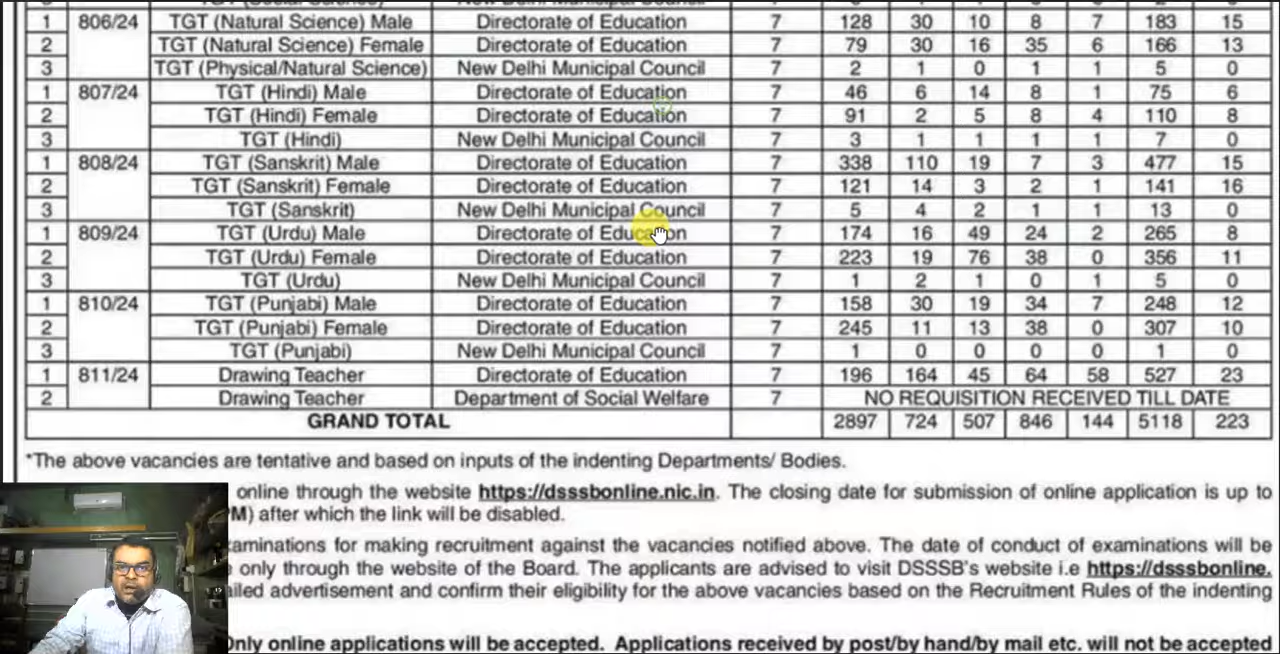 1 806/24 TGT (Natural Science) Male Directorate of Education 7 128 30 10 8 7 183 15
2 TGT (Natural Science) Female Directorate of Education 7 79 30 16 35 6 166 13
3 TGT (Physical/Natural Science) New Delhi Municipal Council 7 2 1 0 1 1 5 0
1 807/24 TGT (Hindi) Male Directorate of Education 7 46 6 14 8 1 75 6
2 TGT (Hindi) Female Directorate of Education 7 91 2 5 8 4 110 8
3 TGT (Hindi) New Delhi Municipal Council 7 3 1 1 1 1 7 0
1 808/24 TGT (Sanskrit) Male Directorate of Education 7 338 110 19 7 3 477 15
2 TGT (Sanskrit) Female Directorate of Education 7 121 14 3 2 1 141 16
3 TGT (Sanskrit) New Delhi Municipal Council 7 5 4 2 1 1 13 0
1 809/24 TGT (Urdu) Male Directorate of Education 7 174 16 49 24 2 265 8
2 TGT (Urdu) Female Directorate of Education 7 223 19 76 38 0 356 11
3 TGT (Urdu) New Delhi Municipal Council 7 1 2 1 0 1 5 0
1 810/24 TGT (Punjabi) Male Directorate of Education 7 158 30 19 34 7 248 12
2 TGT (Punjabi) Female Directorate of Education 7 245 11 13 38 0 307 10
3 TGT (Punjabi) New Delhi Municipal Council 7 1 0 0 0 0 1 0
1 811/24 Drawing Teacher Directorate of Education 7 196 164 45 64 58 527 23
2 Drawing Teacher Department of Social Welfare 7 NO REQUISITION RECEIVED TILL DATE
GRAND TOTAL 2897 724 507 846 144 5118 223
*The above vacancies are tentative and based on inputs of the indenting Departments/ Bodies.
online through the website https://dsssbonline.nic.in. The closing date for submission of online application is up to
M) after which the link will be disabled.
aminations for making recruitment against the vacancies notified above. The date of conduct of examinations will be
only through the website of the Board. The applicants are advised to visit DSSSB's website i.e https://dsssbonline.
ailed advertisement and confirm their eligibility for the above vacancies based on the Recruitment Rules of the indenting
Only online applications will be accepted. Applications received by post/by hand/by mail etc. will not be accepted